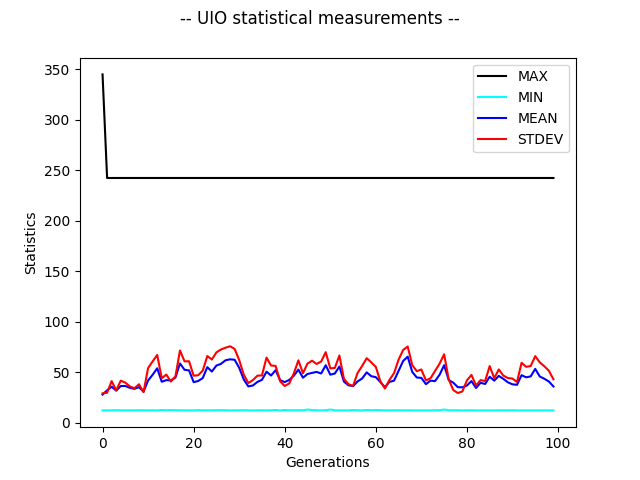 -- UIO statistical measurements --
MAX
MIN
MEAN
STDEV
Statistics
350
300
250
200
150
100
50
0
0 20 40 60 80 100
Generations